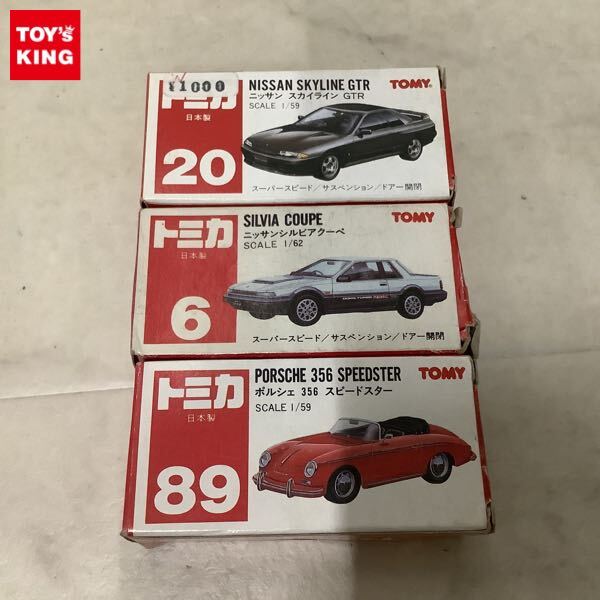 TOY's
KING
¥1000
トミカ
日本製
20
NISSAN SKYLINE GTR
ニッサン スカイライン GTR
SCALE 1/59
TOMY
スーパースピード/サスペンション/ドアー開閉
トミカ
日本製
6
SILVIA COUPE
ニッサンシルビアクーペ
SCALE 1/62
TOMY
スーパースピード/サスペンション/ドアー開閉
トミカ
日本製
89
PORSCHE 356 SPEEDSTER
ポルシェ 356 スピードスター
SCALE 1/59
TOMY